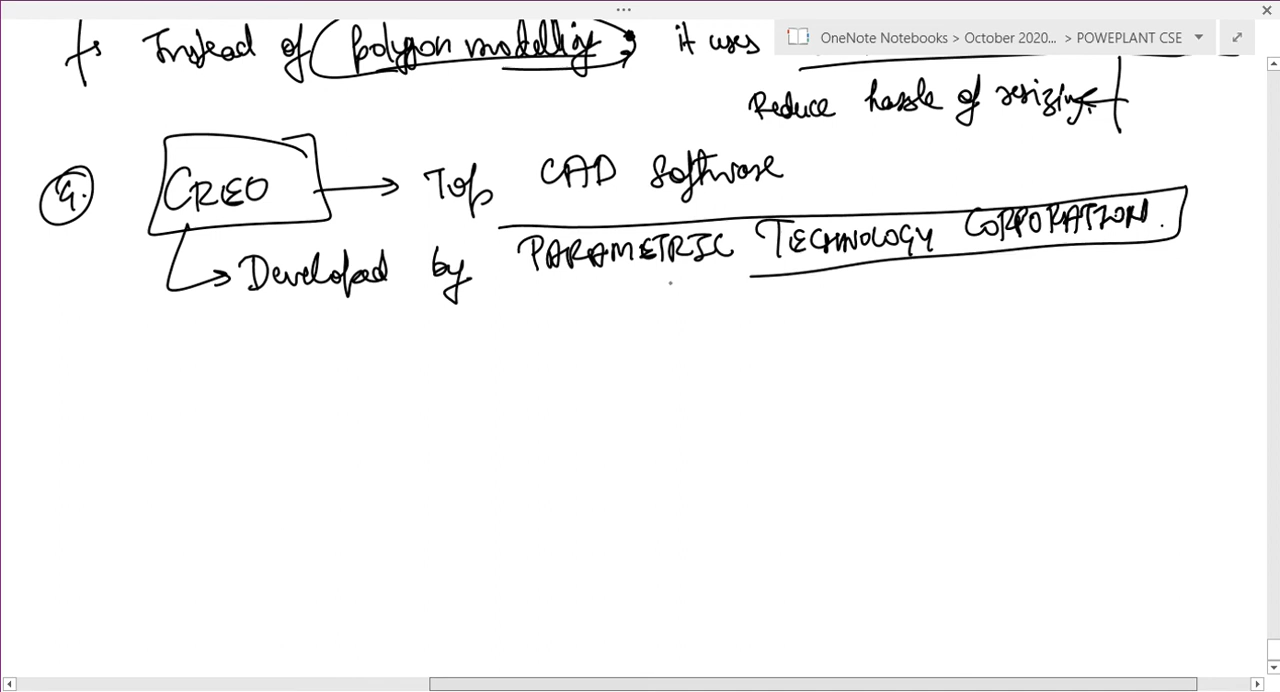 ...
OneNote Notebooks > October 2020... > POWEPLANT CSE
Instead of (polygon modelling) it uses
Reduce hassle of resizing.
9. CREO → Top CAD Software
PARAMETRIC TECHNOLOGY CORPORATION.
Developed by